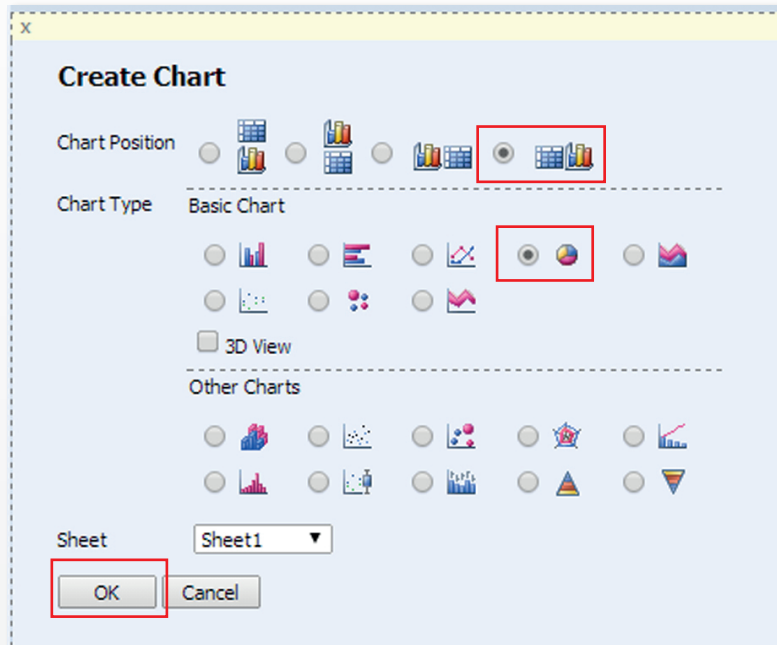 x
Create Chart
Chart Position
Chart Type Basic Chart
3D View
Other Charts
Sheet Sheet1
OK Cancel